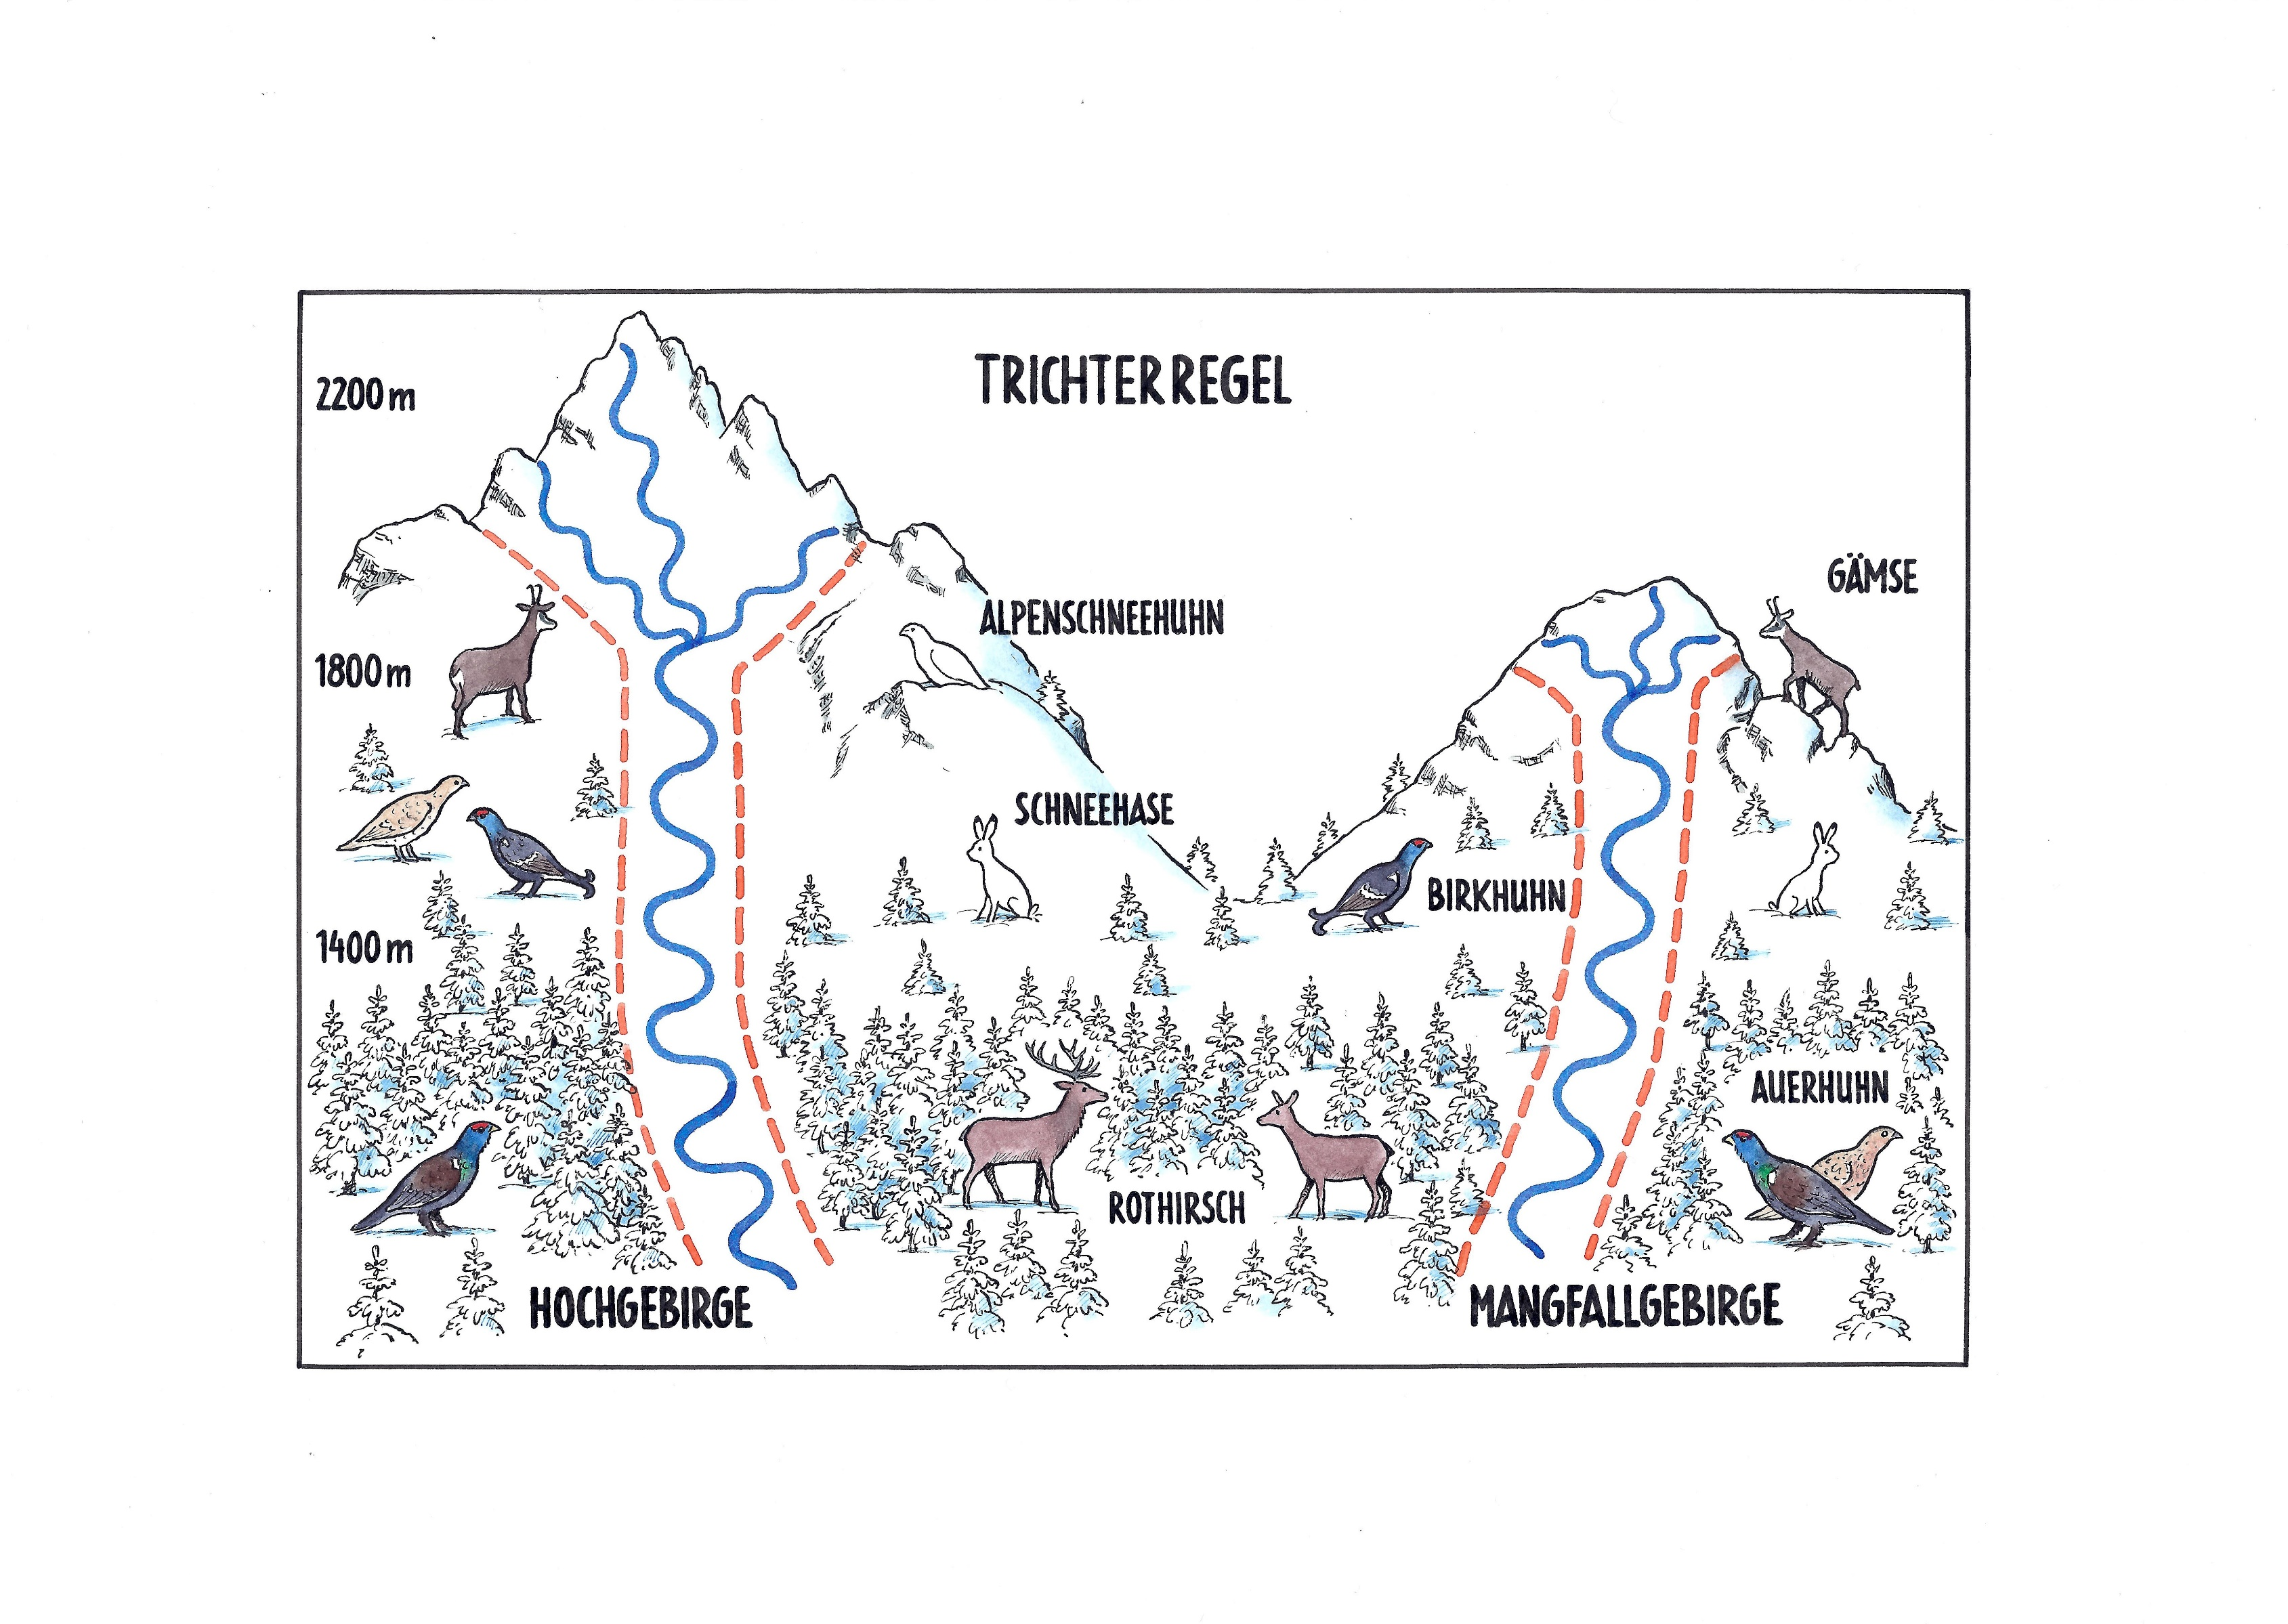 TRICHTERREGEL
2200m
GÄMSE
ALPENSCHNEEHUHN
1800m
SCHNEEHASE
BIRKHUHN
1400m
AUERHUHN
ROTHIRSCH
HOCHGEBIRGE
MANGFALLGEBIRGE